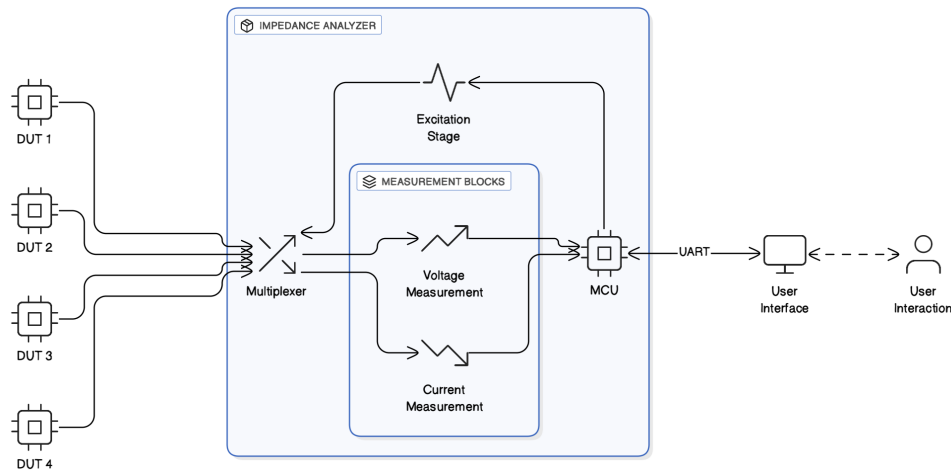 IMPEDANCE ANALYZER
Excitation
Stage
DUT 1
MEASUREMENT BLOCKS
DUT 2
Voltage
Measurement
Multiplexer
MCU
UART
User
Interface
User
Interaction
DUT 3
Current
Measurement
DUT 4